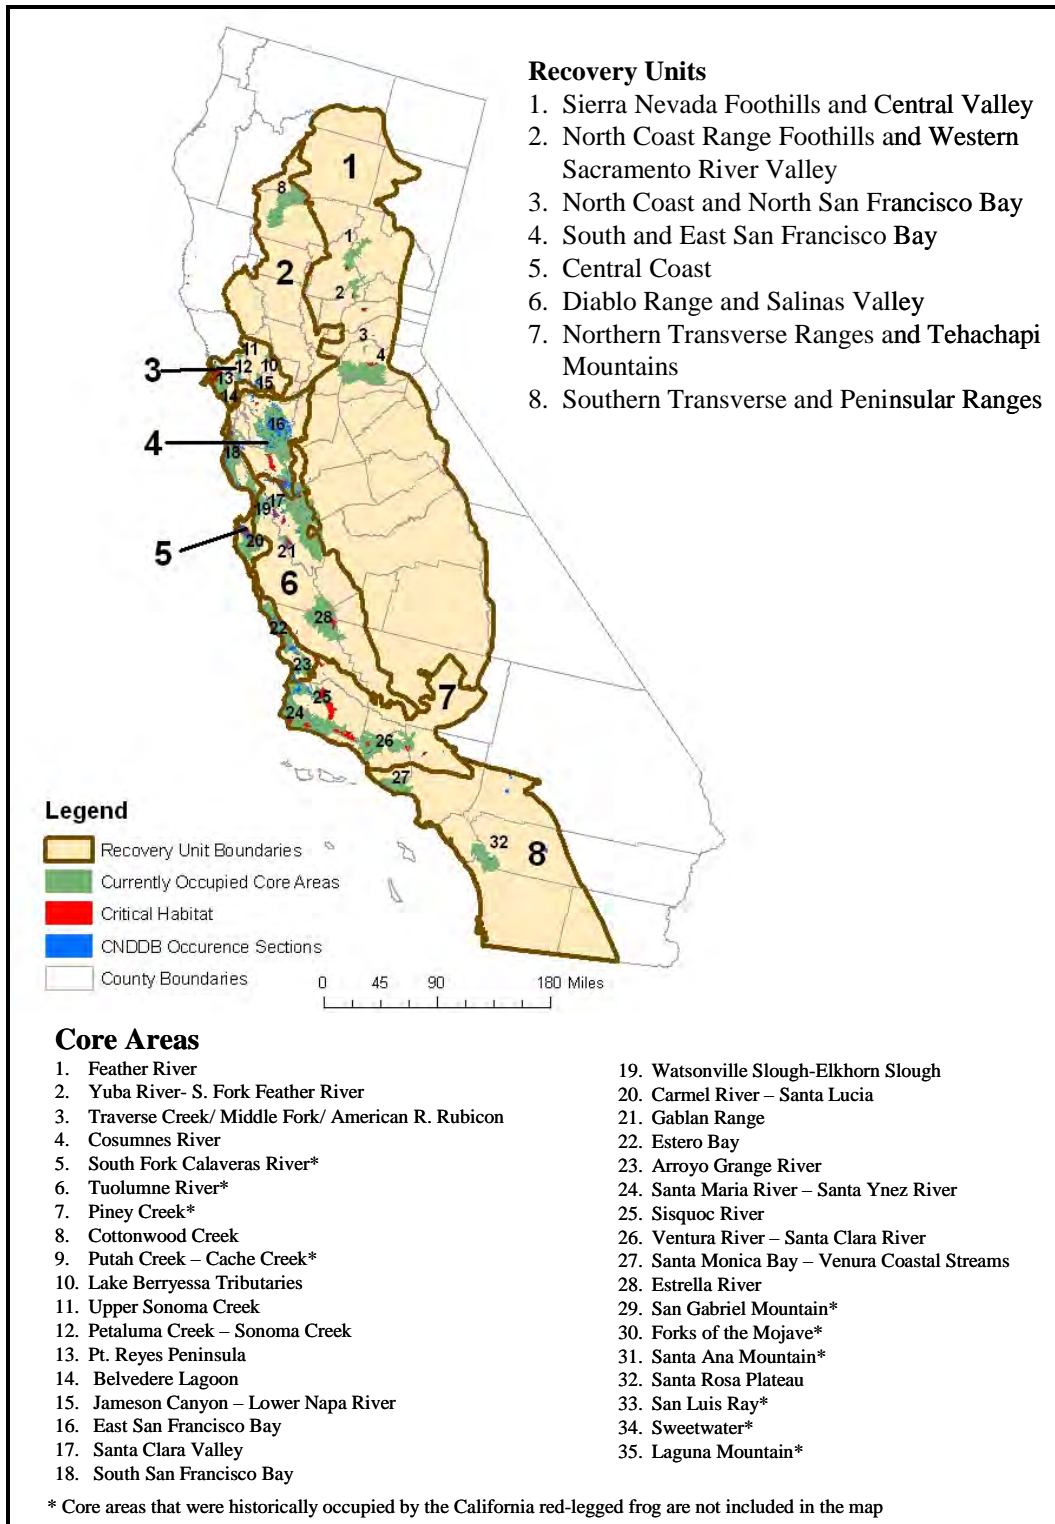 Recovery Units
1. Sierra Nevada Foothills and Central Valley
2. North Coast Range Foothills and Western
Sacramento River Valley
3. North Coast and North San Francisco Bay
4. South and East San Francisco Bay
5. Central Coast
6. Diablo Range and Salinas Valley
7. Northern Transverse Ranges and Tehachapi
Mountains
8. Southern Transverse and Peninsular Ranges
1
8
1
2
2
3
4
11
3
12
10
13
15
14
16
4
18
17
19
5
20
21
6
28
22
23
7
25
24
26
27
32
8
Legend
Recovery Unit Boundaries
Currently Occupied Core Areas
Critical Habitat
CNDDB Occurence Sections
County Boundaries
0 45 90 180 Miles
Core Areas
1. Feather River
2. Yuba River- S. Fork Feather River
3. Traverse Creek/ Middle Fork/ American R. Rubicon
4. Cosumnes River
5. South Fork Calaveras River*
6. Tuolumne River*
7. Piney Creek*
8. Cottonwood Creek
9. Putah Creek – Cache Creek*
10. Lake Berryessa Tributaries
11. Upper Sonoma Creek
12. Petaluma Creek – Sonoma Creek
13. Pt. Reyes Peninsula
14. Belvedere Lagoon
15. Jameson Canyon – Lower Napa River
16. East San Francisco Bay
17. Santa Clara Valley
18. South San Francisco Bay
19. Watsonville Slough-Elkhorn Slough
20. Carmel River – Santa Lucia
21. Gablan Range
22. Estero Bay
23. Arroyo Grange River
24. Santa Maria River – Santa Ynez River
25. Sisquoc River
26. Ventura River – Santa Clara River
27. Santa Monica Bay – Venura Coastal Streams
28. Estrella River
29. San Gabriel Mountain*
30. Forks of the Mojave*
31. Santa Ana Mountain*
32. Santa Rosa Plateau
33. San Luis Ray*
34. Sweetwater*
35. Laguna Mountain*
* Core areas that were historically occupied by the California red-legged frog are not included in the map